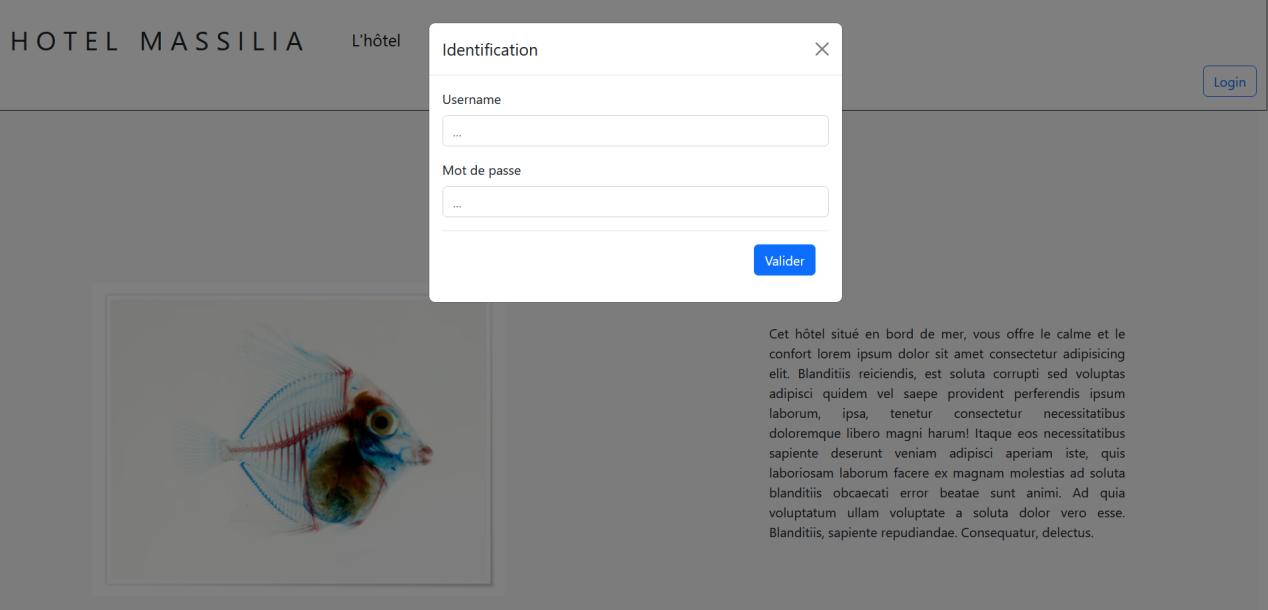 HOTEL MASSILIA
L'hôtel
Identification
Login
Username
...
Mot de passe
...
Valider
Cet hôtel situé en bord de mer, vous offre le calme et le
confort lorem ipsum dolor sit amet consectetur adipisicing
elit. Blanditiis reiciendis, est soluta corrupti sed voluptas
adipisci quidem vel saepe provident perferendis ipsum
laborum, ipsa, tenetur consectetur necessitatibus
doloremque libero magni harum! Itaque eos necessitatibus
sapiente deserunt veniam adipisci aperiam iste, quis
laboriosam laborum facere ex magnam molestias ad soluta
blanditiis obcaecati error beatae sunt animi. Ad quia
voluptatum ullam voluptate a soluta dolor vero esse.
Blanditiis, sapiente repudiandae. Consequatur, delectus.